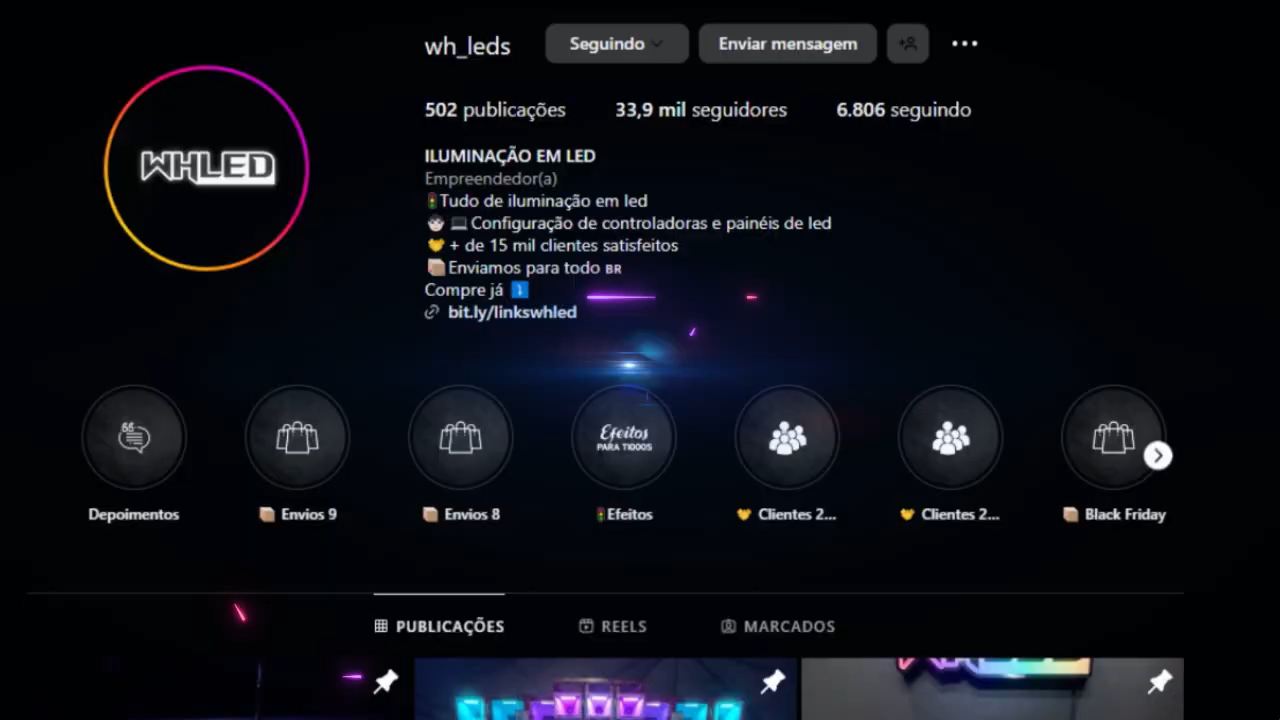 wh_leds Seguindo Enviar mensagem
502 publicações 33,9 mil seguidores 6.806 seguindo
WHLED
ILUMINAÇÃO EM LED
Empreendedor(a)
🚦Tudo de iluminação em led
👨🏻‍💻Configuração de controladoras e painéis de led
🤝+ de 15 mil clientes satisfeitos
📦Enviamos para todo BR
Compre já ⤵️
bit.ly/linkswhled
Efeitos
PARA TIDDOS
Depoimentos 📦 Envios 9 📦 Envios 8 🚦Efeitos 🤝 Clientes 2... 🤝 Clientes 2... 📦 Black Friday
PUBLICAÇÕES REELS MARCADOS